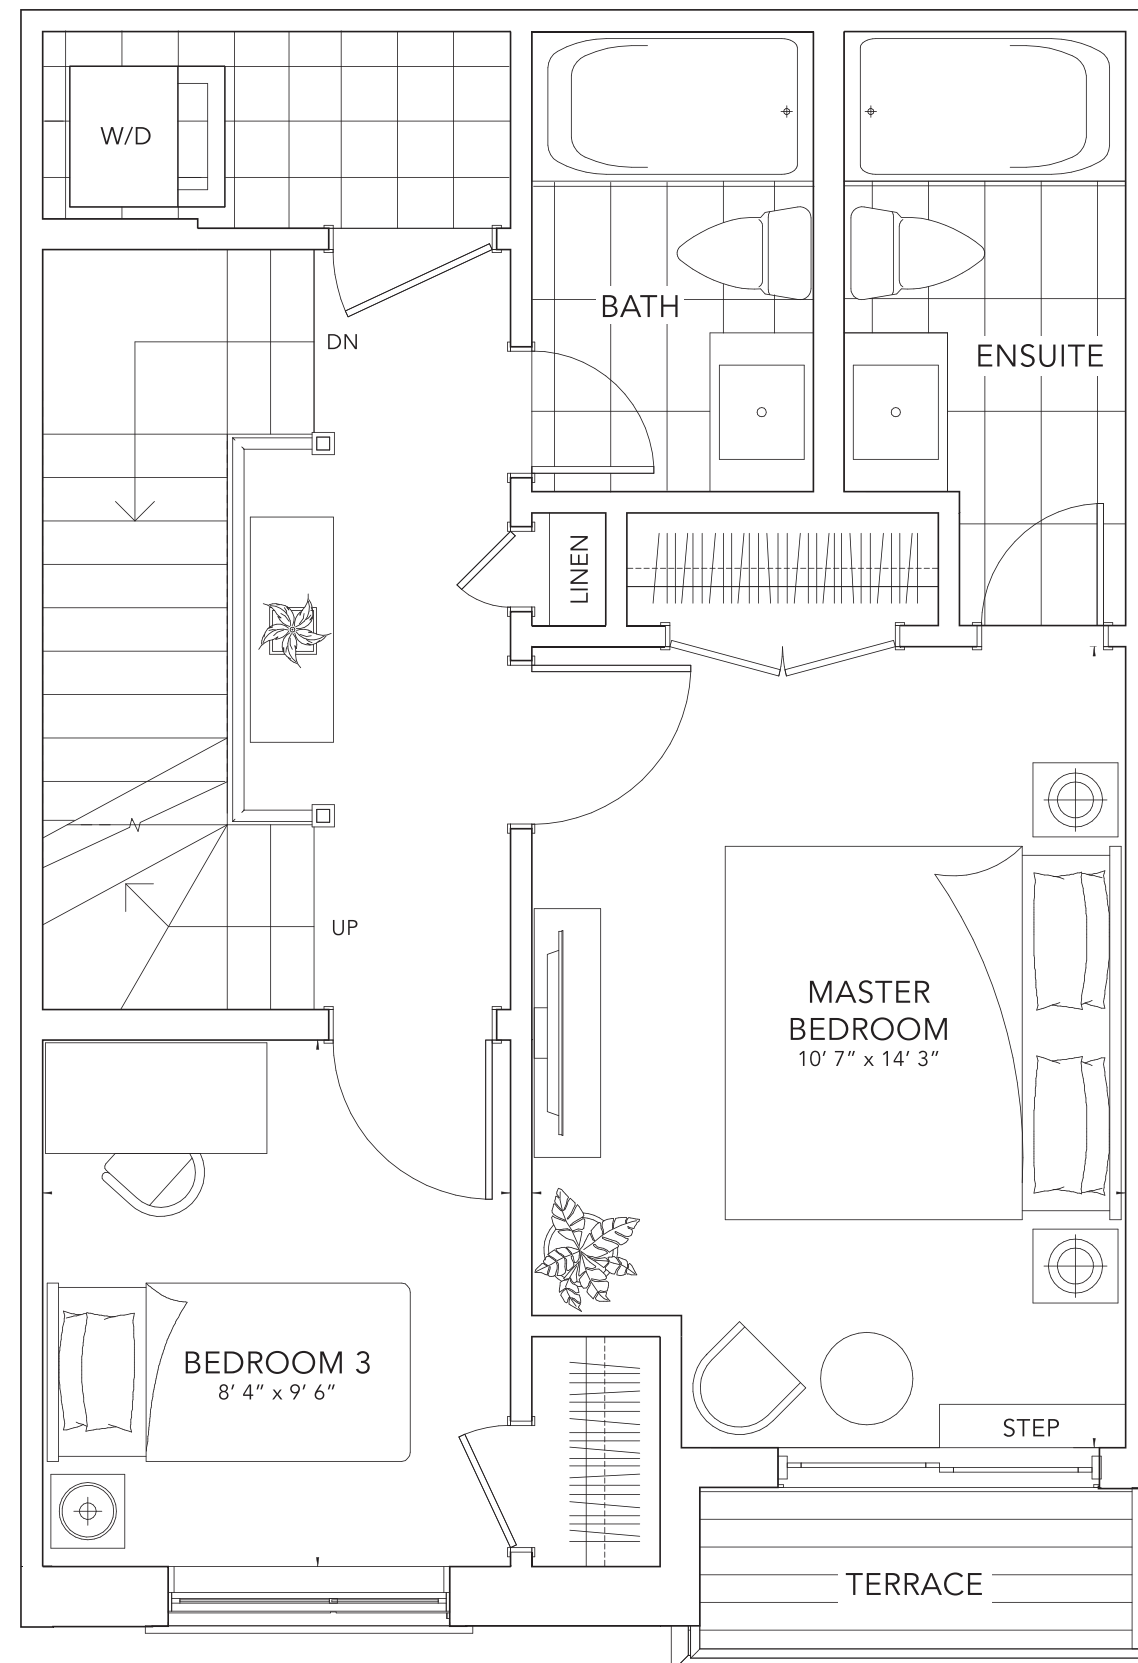 W/D
BATH
ENSUITE
DN
LINEN
UP
MASTER
BEDROOM
10’ 7” x 14’ 3”
BEDROOM 3
8’ 4” x 9’ 6”
STEP
TERRACE